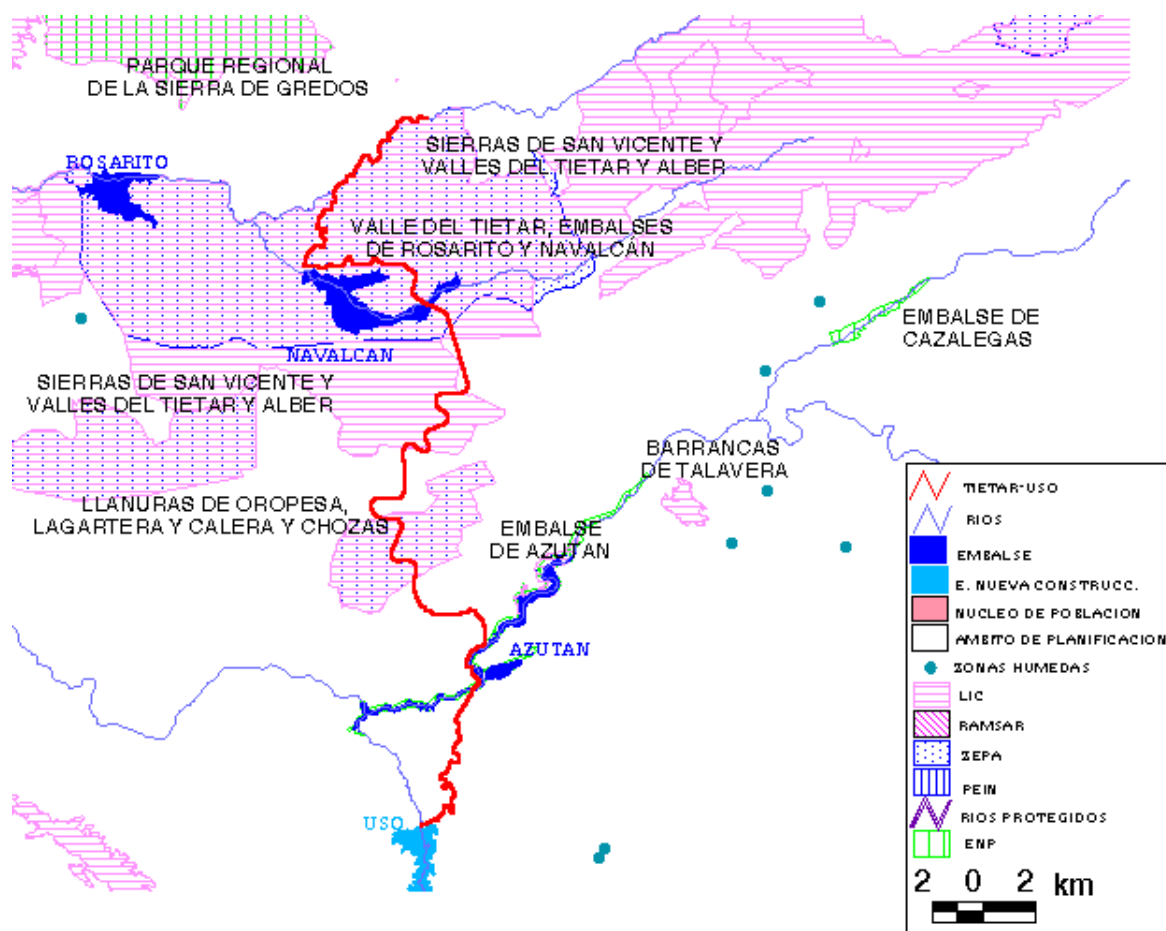 PARQUE REGIONAL
DE LA SIERRA DE GREDOS
SIERRAS DE SAN VICENTE Y
VALLES DEL TIETAR Y ALBER
ROSARITO
VALLE DEL TIETAR, EMBALSES
DE ROSARITO Y NAVALCÁN
EMBALSE DE
CAZALEGAS
NAVALCAN
SIERRAS DE SAN VICENTE Y
VALLES DEL TIETAR Y ALBER
BARRANCAS
DE TALAVERA
LLANURAS DE OROPESA,
LAGARTERA Y CALERA Y CHOZAS
EMBALSE
DE AZUTAN
AZUTAN
USO
TIETAR-USO
RIOS
EMBALSE
E. NUEVA CONSTRUCC.
NUCLEO DE POBLACION
AMBITO DE PLANIFICACION
ZONAS HUMEDAS
LIC
RAMSAR
ZEPA
PEIN
RIOS PROTEGIDOS
ENP
2 0 2 km